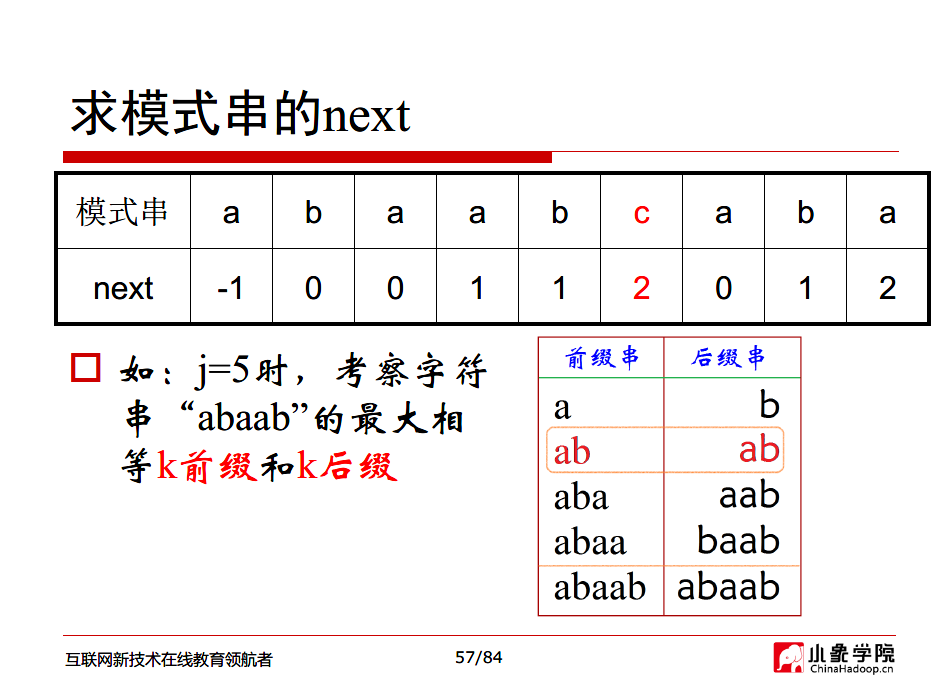 求模式串的next
模式串 a b a a b c a b a
next -1 0 0 1 1 2 0 1 2
如：j=5时，考察字符
串“abaab”的最大相
等k前缀和k后缀
前缀串 后缀串
a b
ab ab
aba aab
abaa baab
abaab abaab
互联网新技术在线教育领航者
57/84
小象学院
ChinaHadoop.cn